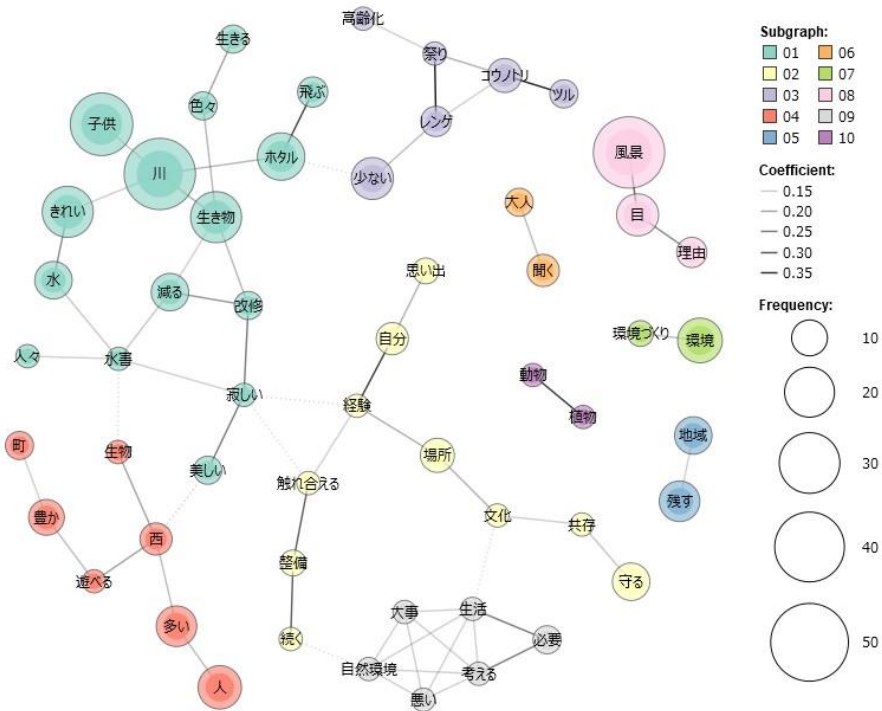 高齢化
生きる
祭り
コウノトリ
ツル
飛ぶ
色々
子供
レンゲ
ホタル
風景
川
少ない
大人
きれい
生き物
目
理由
聞く
思い出
水
減る
改修
自分
環境づくり
環境
人々
水害
動物
寂しい
経験
植物
地域
町
生物
場所
美しい
触れ合える
残す
豊か
文化
共存
西
整備
遊べる
守る
大事
生活
多い
続く
必要
自然環境
考える
人
悪い
Subgraph:
01 06
02 07
03 08
04 09
05 10
Coefficient:
0.15
0.20
0.25
0.30
0.35
Frequency:
10
20
30
40
50